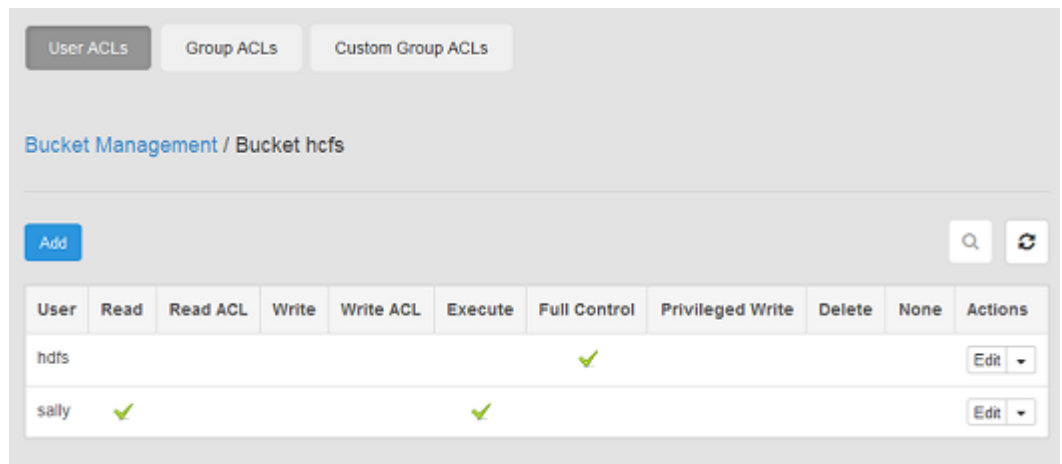 User ACLs Group ACLs Custom Group ACLs
Bucket Management / Bucket hcfs
Add
User Read Read ACL Write Write ACL Execute Full Control Privileged Write Delete None Actions
hdfs Edit
sally Edit